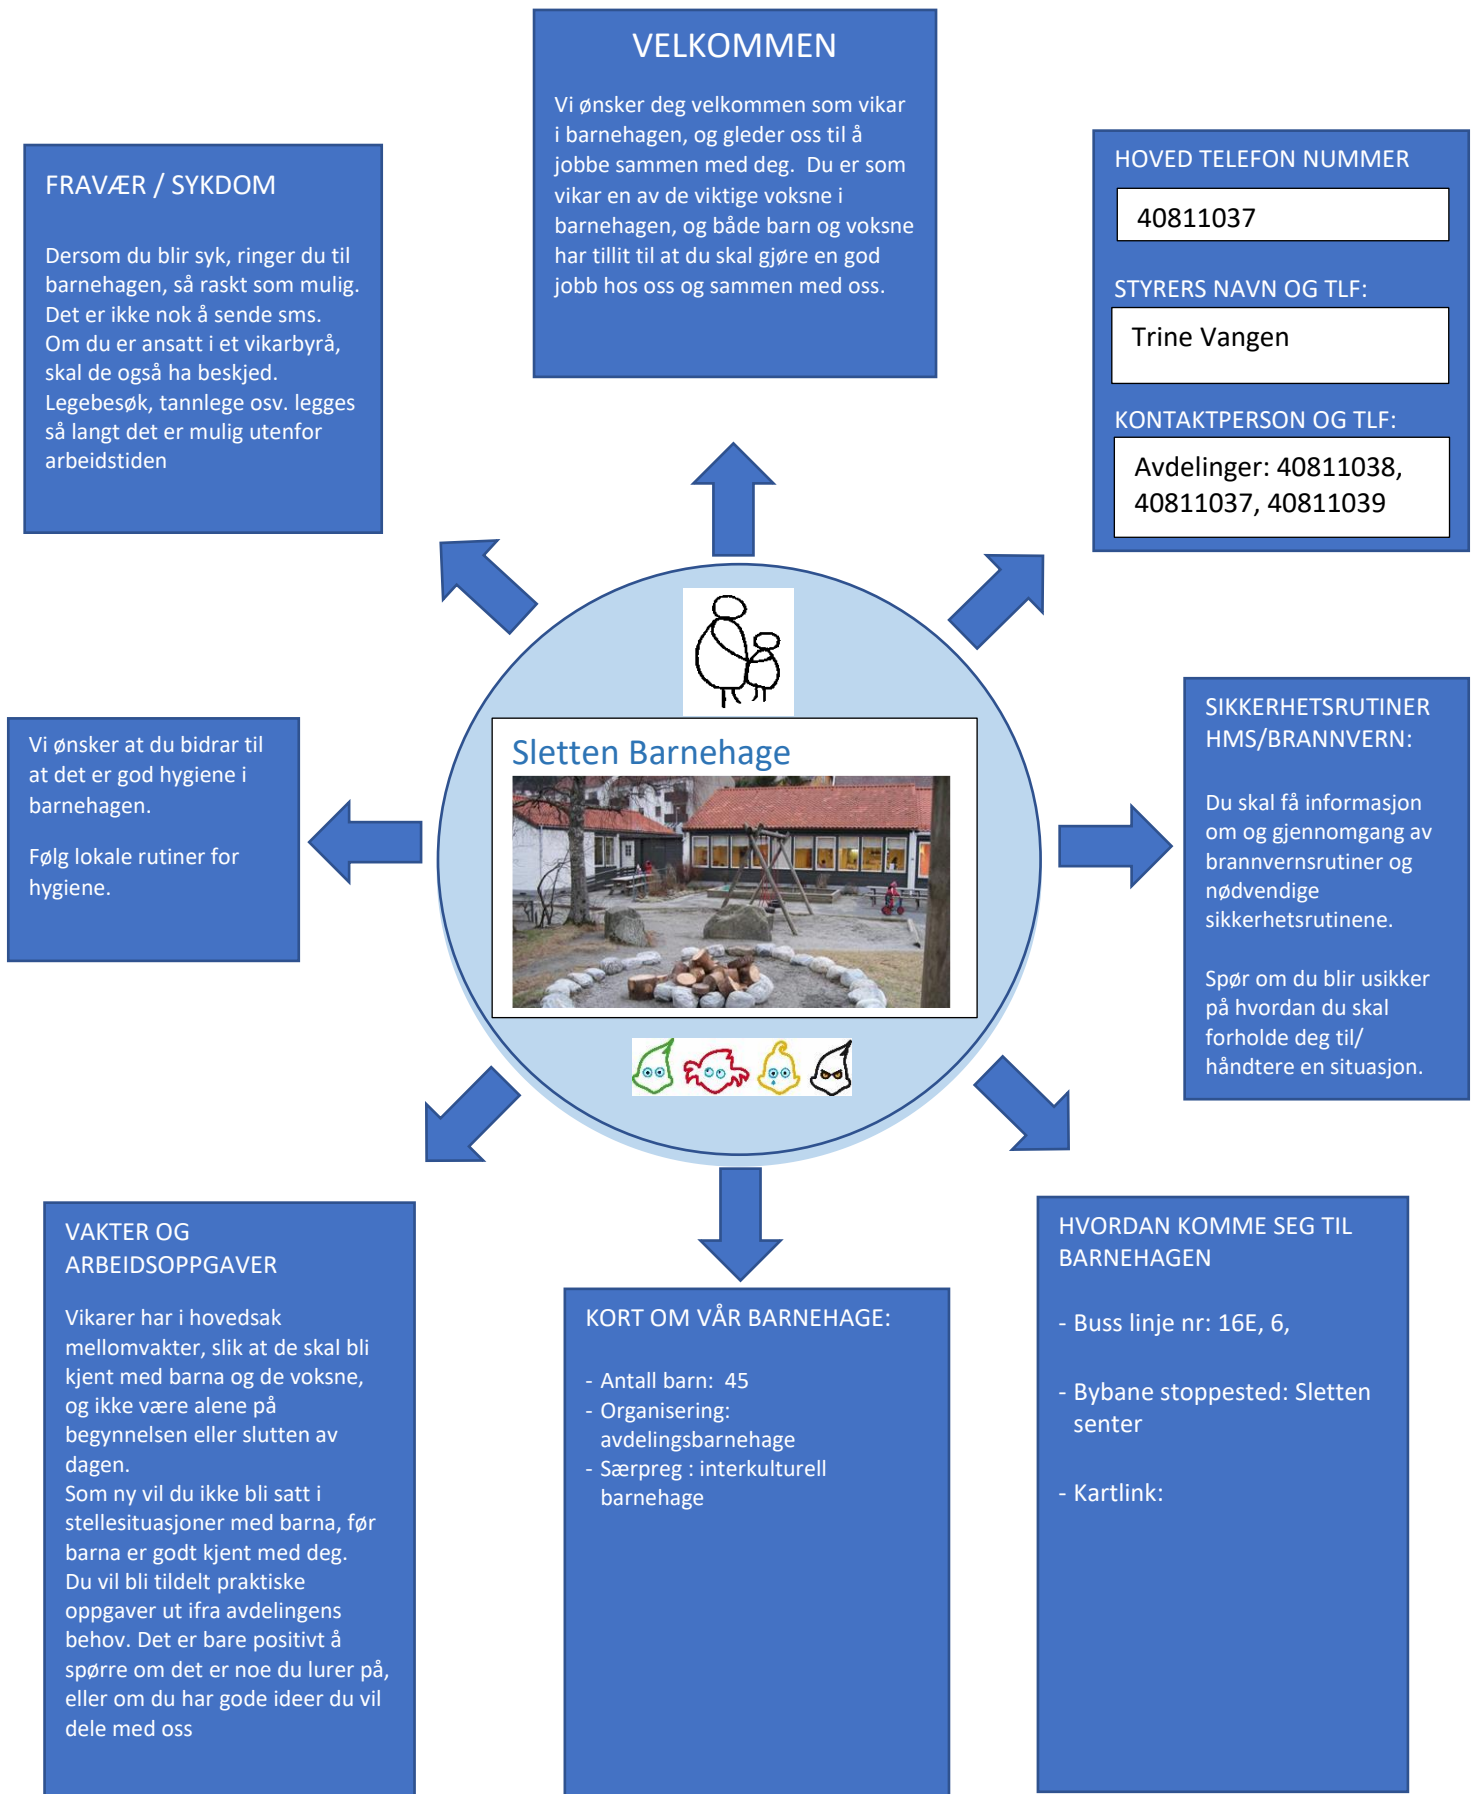 VELKOMMEN
Vi ønsker deg velkommen som vikar
i barnehagen, og gleder oss til å
jobbe sammen med deg.  Du er som
vikar en av de viktige voksne i
barnehagen, og både barn og voksne
har tillit til at du skal gjøre en god
jobb hos oss og sammen med oss.
FRAVÆR / SYKDOM
Dersom du blir syk, ringer du til
barnehagen, så raskt som mulig.
Det er ikke nok å sende sms.
Om du er ansatt i et vikarbyrå,
skal de også ha beskjed.
Legebesøk, tannlege osv. legges
så langt det er mulig utenfor
arbeidstiden
HOVED TELEFON NUMMER
40811037
STYRERS NAVN OG TLF:
Trine Vangen
KONTAKTPERSON OG TLF:
Avdelinger: 40811038,
40811037, 40811039
Vi ønsker at du bidrar til
at det er god hygiene i
barnehagen.
Følg lokale rutiner for
hygiene.
Sletten Barnehage
SIKKERHETSRUTINER
HMS/BRANNVERN:
Du skal få informasjon
om og gjennomgang av
brannvernsrutiner og
nødvendige
sikkerhetsrutinene.
Spør om du blir usikker
på hvordan du skal
forholde deg til/
håndtere en situasjon.
VAKTER OG
ARBEIDSOPPGAVER
Vikarer har i hovedsak
mellomvakter, slik at de skal bli
kjent med barna og de voksne,
og ikke være alene på
begynnelsen eller slutten av
dagen.
Som ny vil du ikke bli satt i
stellesituasjoner med barna, før
barna er godt kjent med deg.
Du vil bli tildelt praktiske
oppgaver ut ifra avdelingens
behov. Det er bare positivt å
spørre om det er noe du lurer på,
eller om du har gode ideer du vil
dele med oss
KORT OM VÅR BARNEHAGE:
- Antall barn:  45
- Organisering:
avdelingsbarnehage
- Særpreg : interkulturell
barnehage
HVORDAN KOMME SEG TIL
BARNEHAGEN
- Buss linje nr: 16E, 6,
- Bybane stoppested: Sletten
senter
- Kartlink: